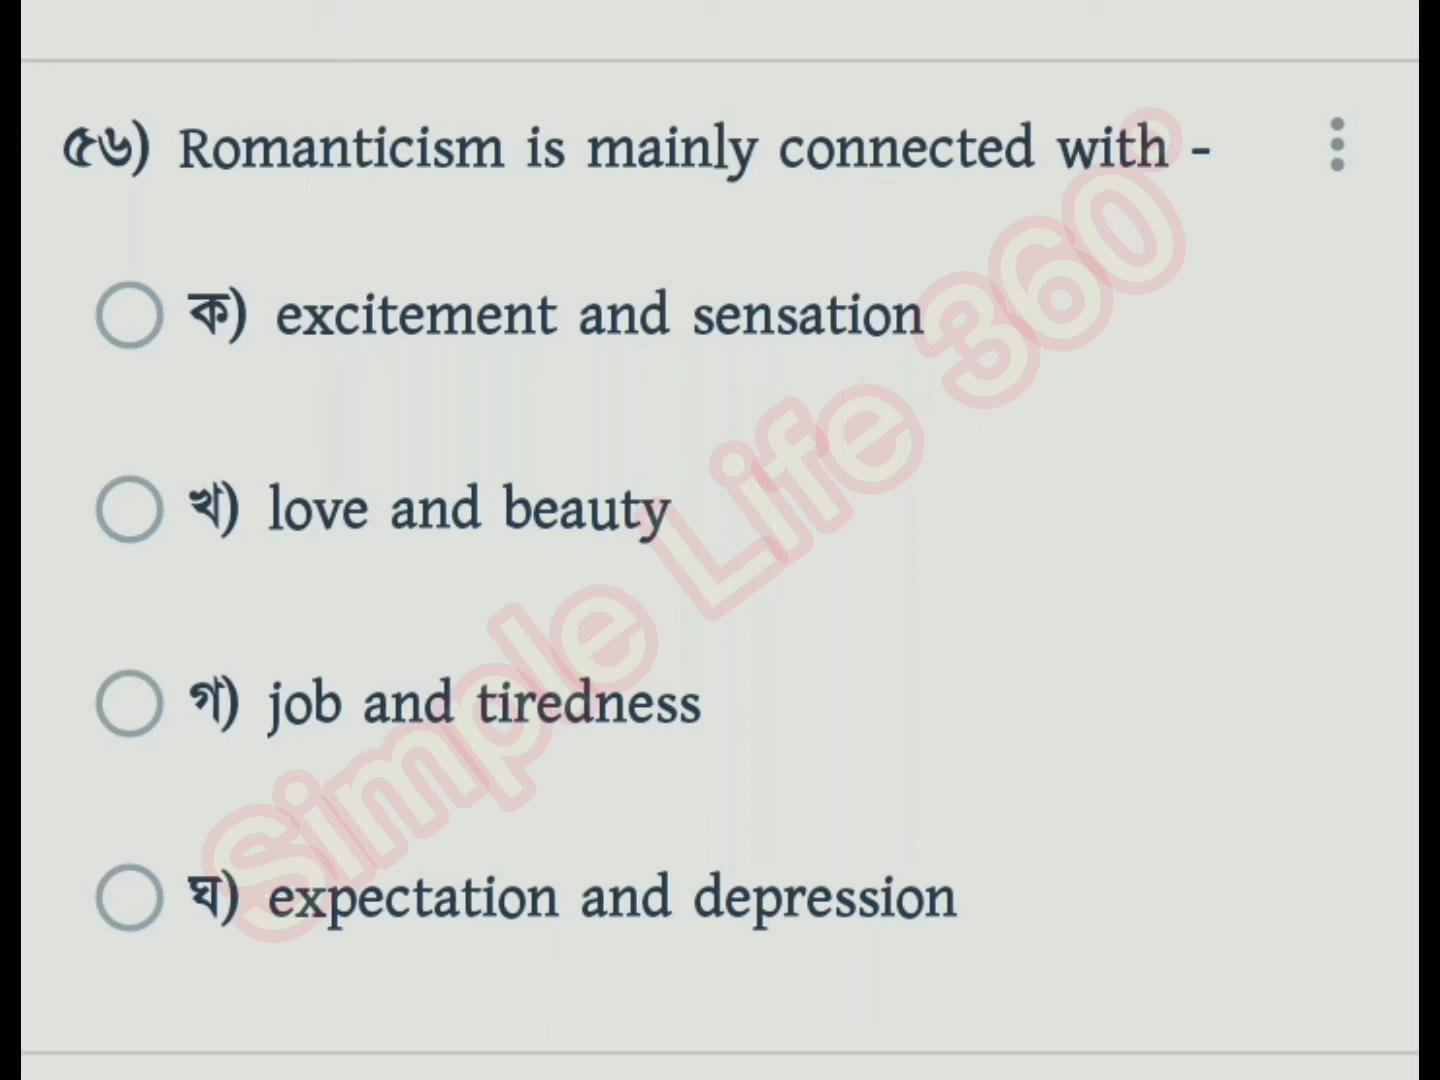 ৫৬) Romanticism is mainly connected with -
ক) excitement and sensation
খ) love and beauty
গ) job and tiredness
ঘ) expectation and depression
Simple Life 360°